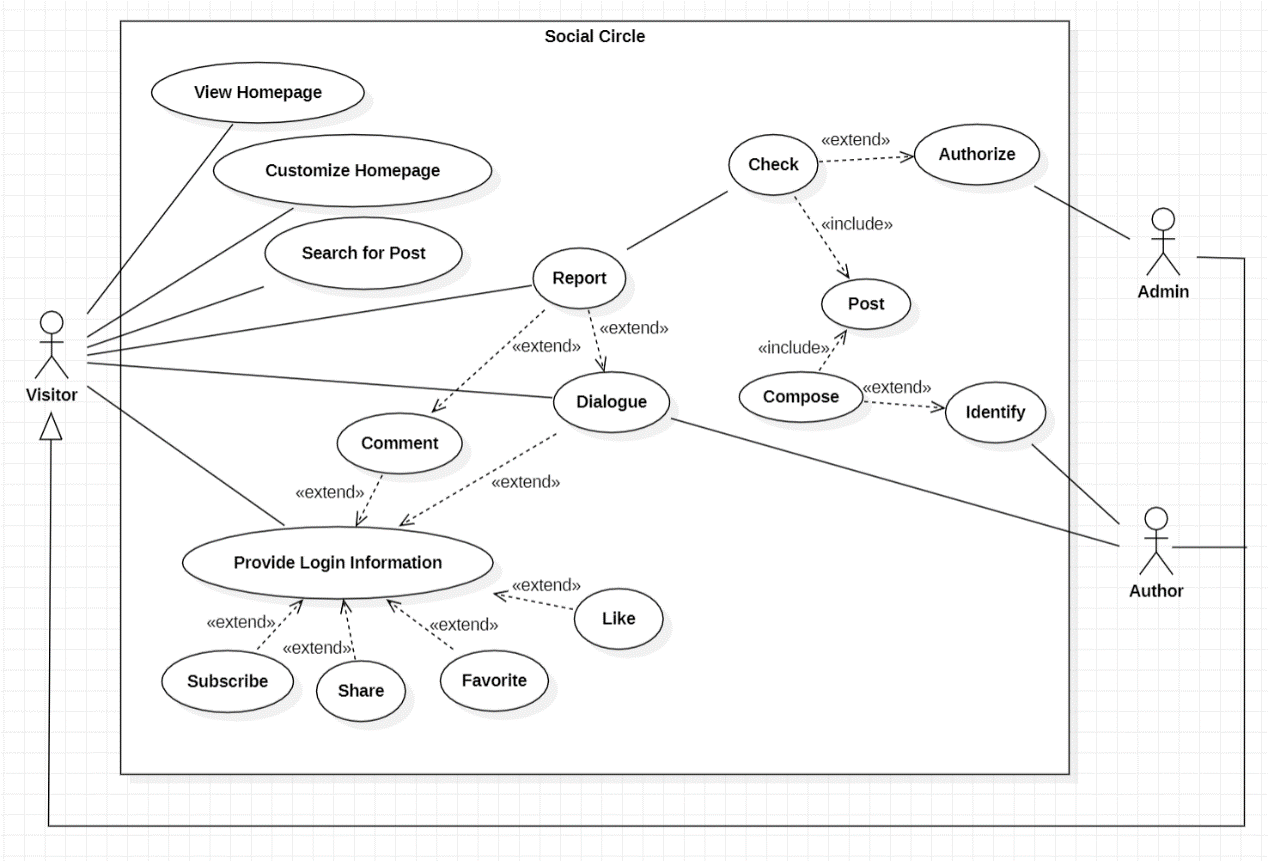 Social Circle
View Homepage
Customize Homepage
Search for Post
Check
«extend»
Authorize
«include»
Report
Post
Admin
«extend»
«extend»
«include»
Visitor
Dialogue
Compose
«extend»
Identify
Comment
«extend»
«extend»
Provide Login Information
Author
«extend»
Like
«extend»
«extend»
«extend»
Subscribe
Share
Favorite